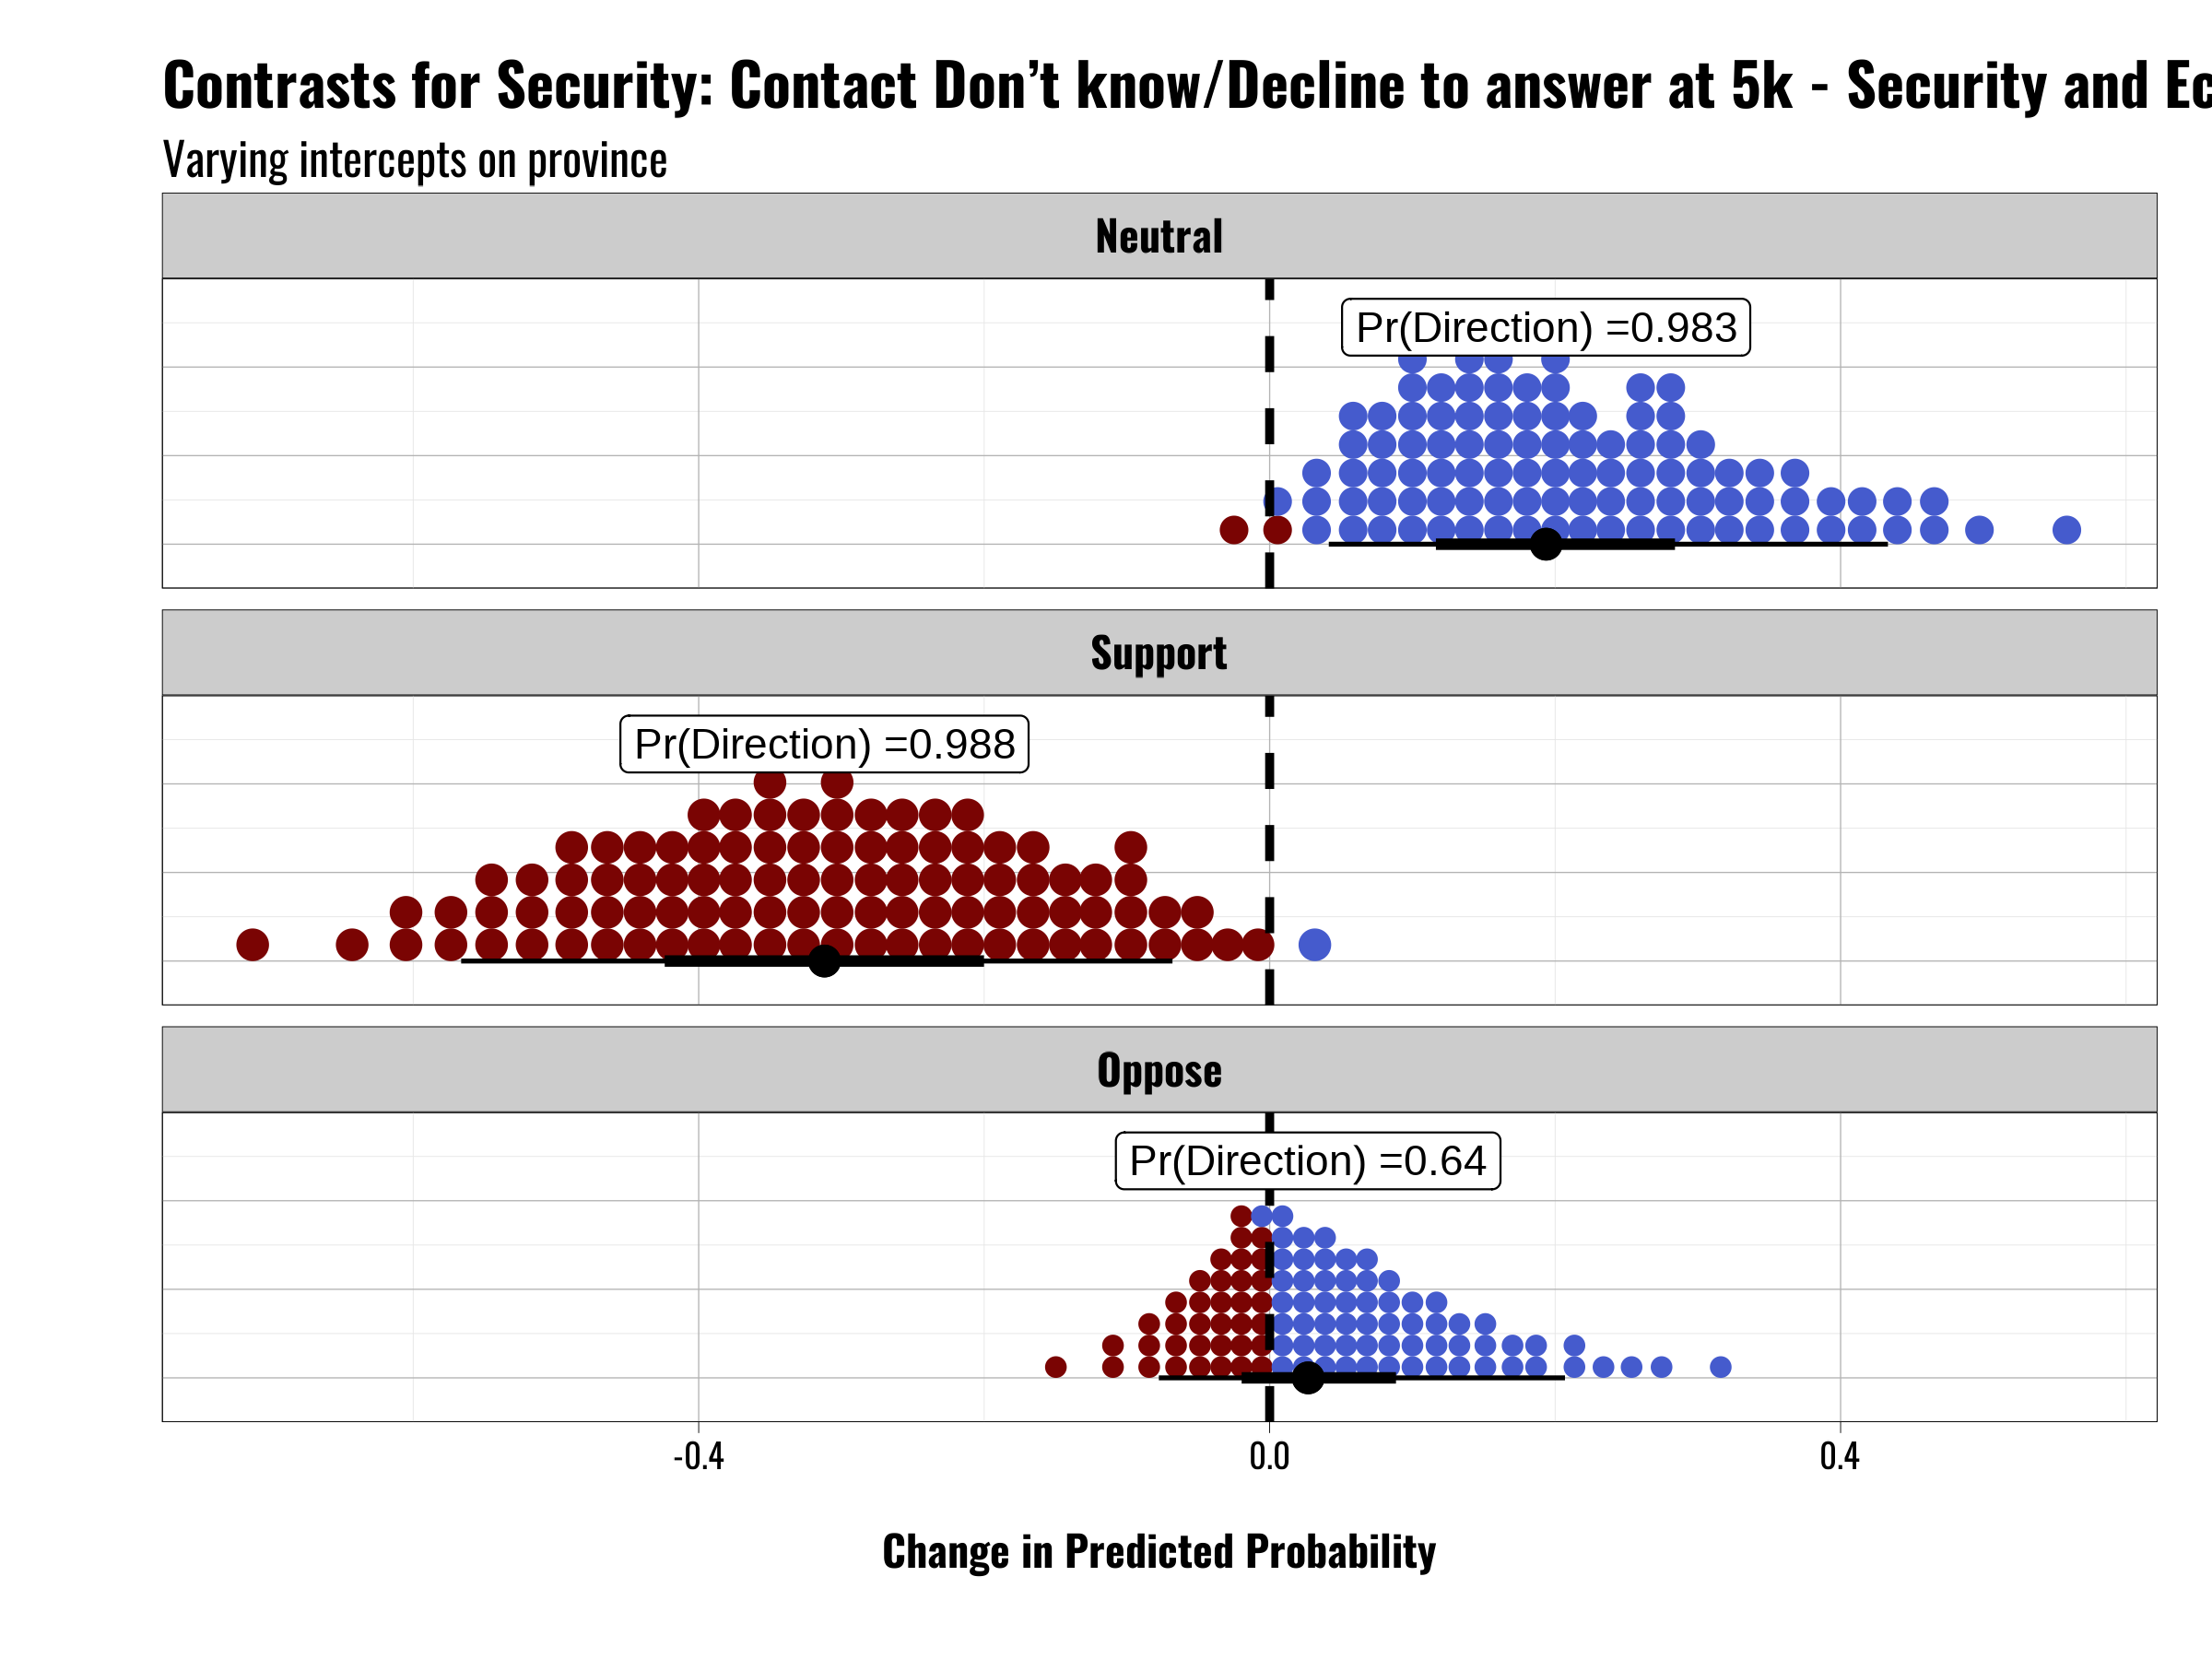 Contrasts for Security: Contact Don’t know/Decline to answer at 5k - Security and Ec
Varying intercepts on province
Neutral
Pr(Direction) =0.983
Support
Pr(Direction) =0.988
Oppose
Pr(Direction) =0.64
-0.4 0.0 0.4
Change in Predicted Probability